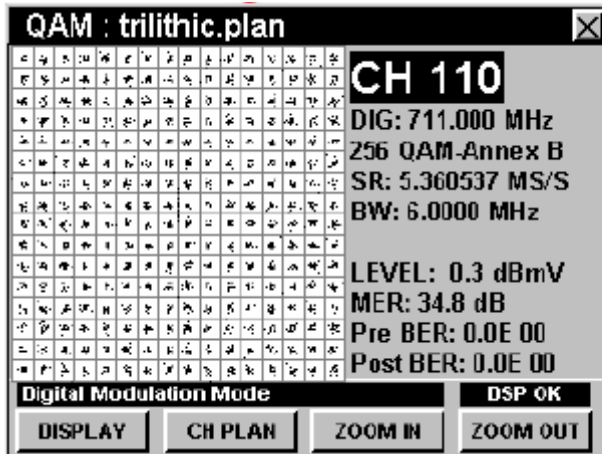 QAM : trilithic.plan
CH 110
DIG: 711.000 MHz
256 QAM-Annex B
SR: 5.360537 MS/S
BW: 6.0000 MHz
LEVEL: 0.3 dBmV
MER: 34.8 dB
Pre BER: 0.0E 00
Post BER: 0.0E 00
Digital Modulation Mode DSP OK
DISPLAY CH PLAN ZOOM IN ZOOM OUT